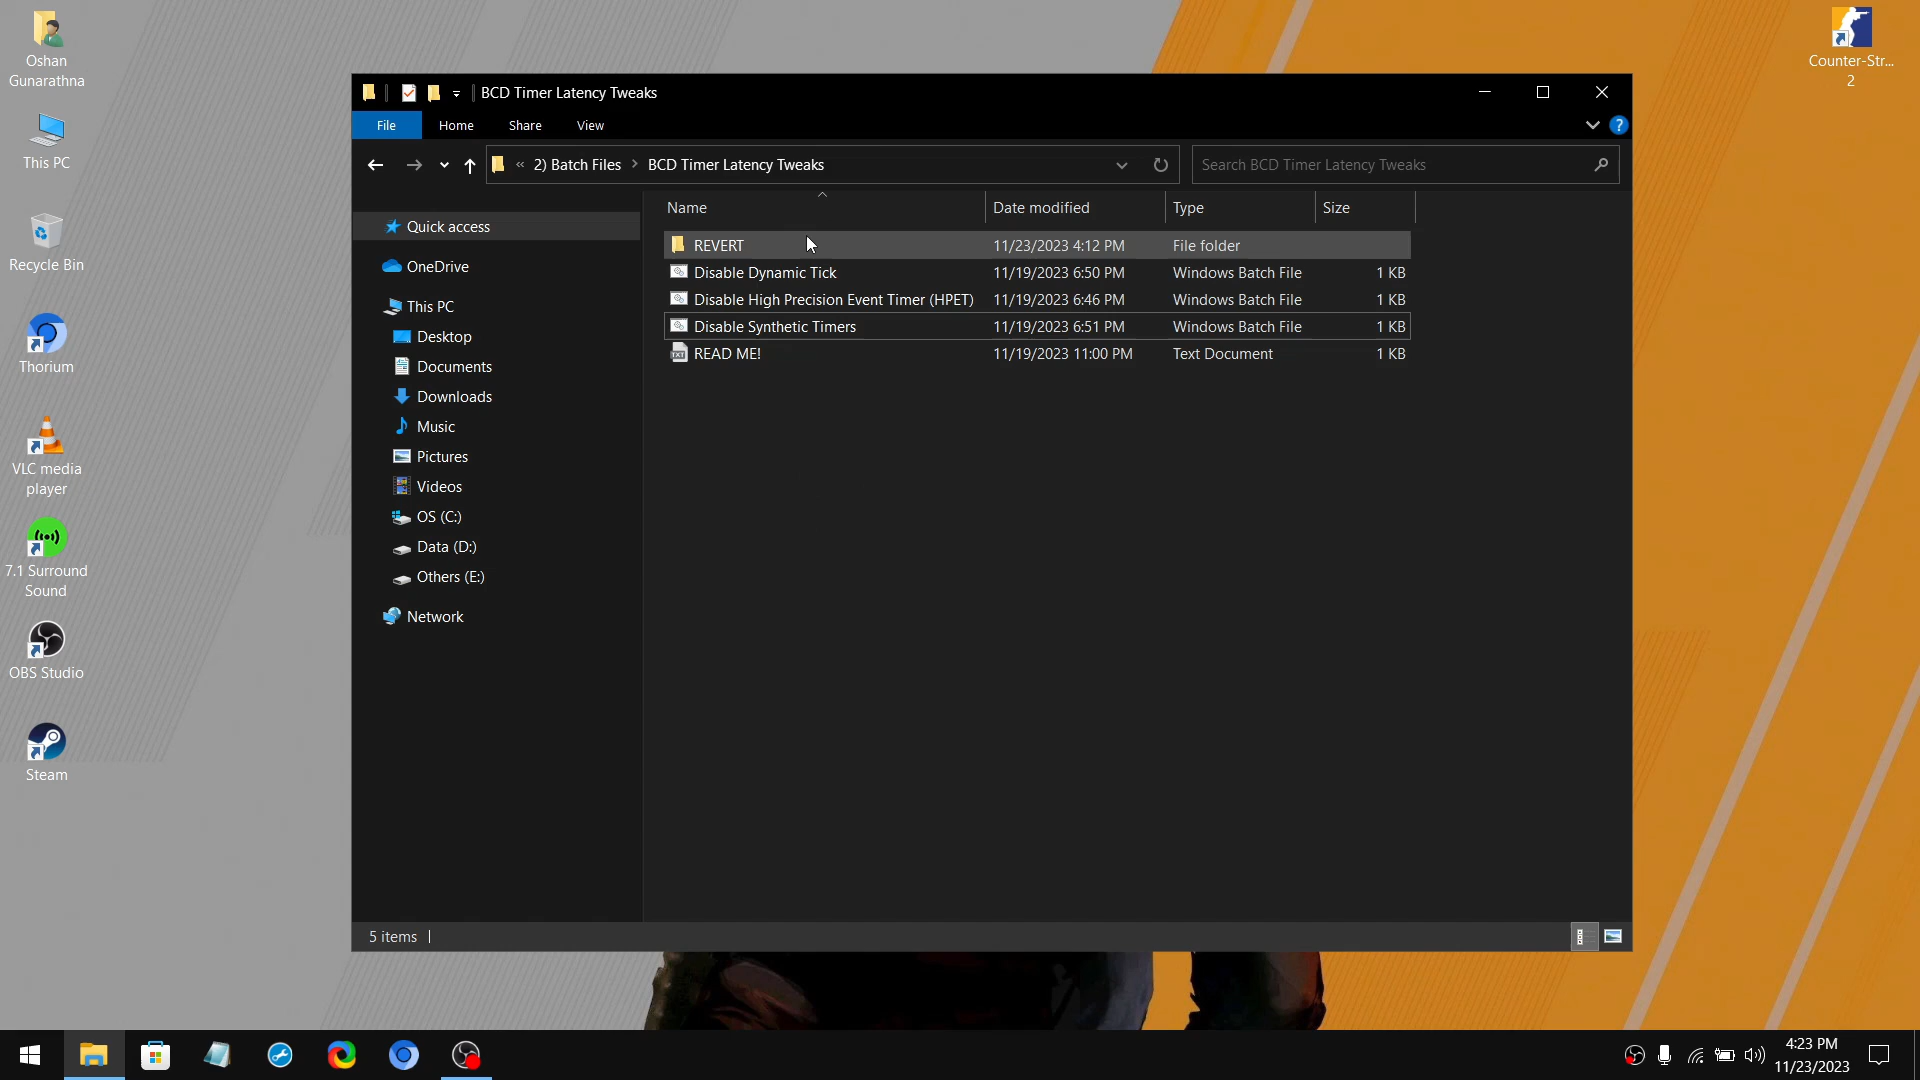 Oshan
Gunarathna
This PC
Recycle Bin
Thorium
VLC media
player
7.1 Surround
Sound
OBS Studio
Steam
Counter-Str...
2
BCD Timer Latency Tweaks
File
Home
Share
View
?
« 2) Batch Files > BCD Timer Latency Tweaks
Search BCD Timer Latency Tweaks
Name
Date modified
Type
Size
Quick access
OneDrive
This PC
Desktop
Documents
Downloads
Music
Pictures
Videos
OS (C:)
Data (D:)
Others (E:)
Network
REVERT 11/23/2023 4:12 PM File folder
Disable Dynamic Tick 11/19/2023 6:50 PM Windows Batch File 1 KB
Disable High Precision Event Timer (HPET) 11/19/2023 6:46 PM Windows Batch File 1 KB
Disable Synthetic Timers 11/19/2023 6:51 PM Windows Batch File 1 KB
READ ME! 11/19/2023 11:00 PM Text Document 1 KB
5 items
4:23 PM
11/23/2023